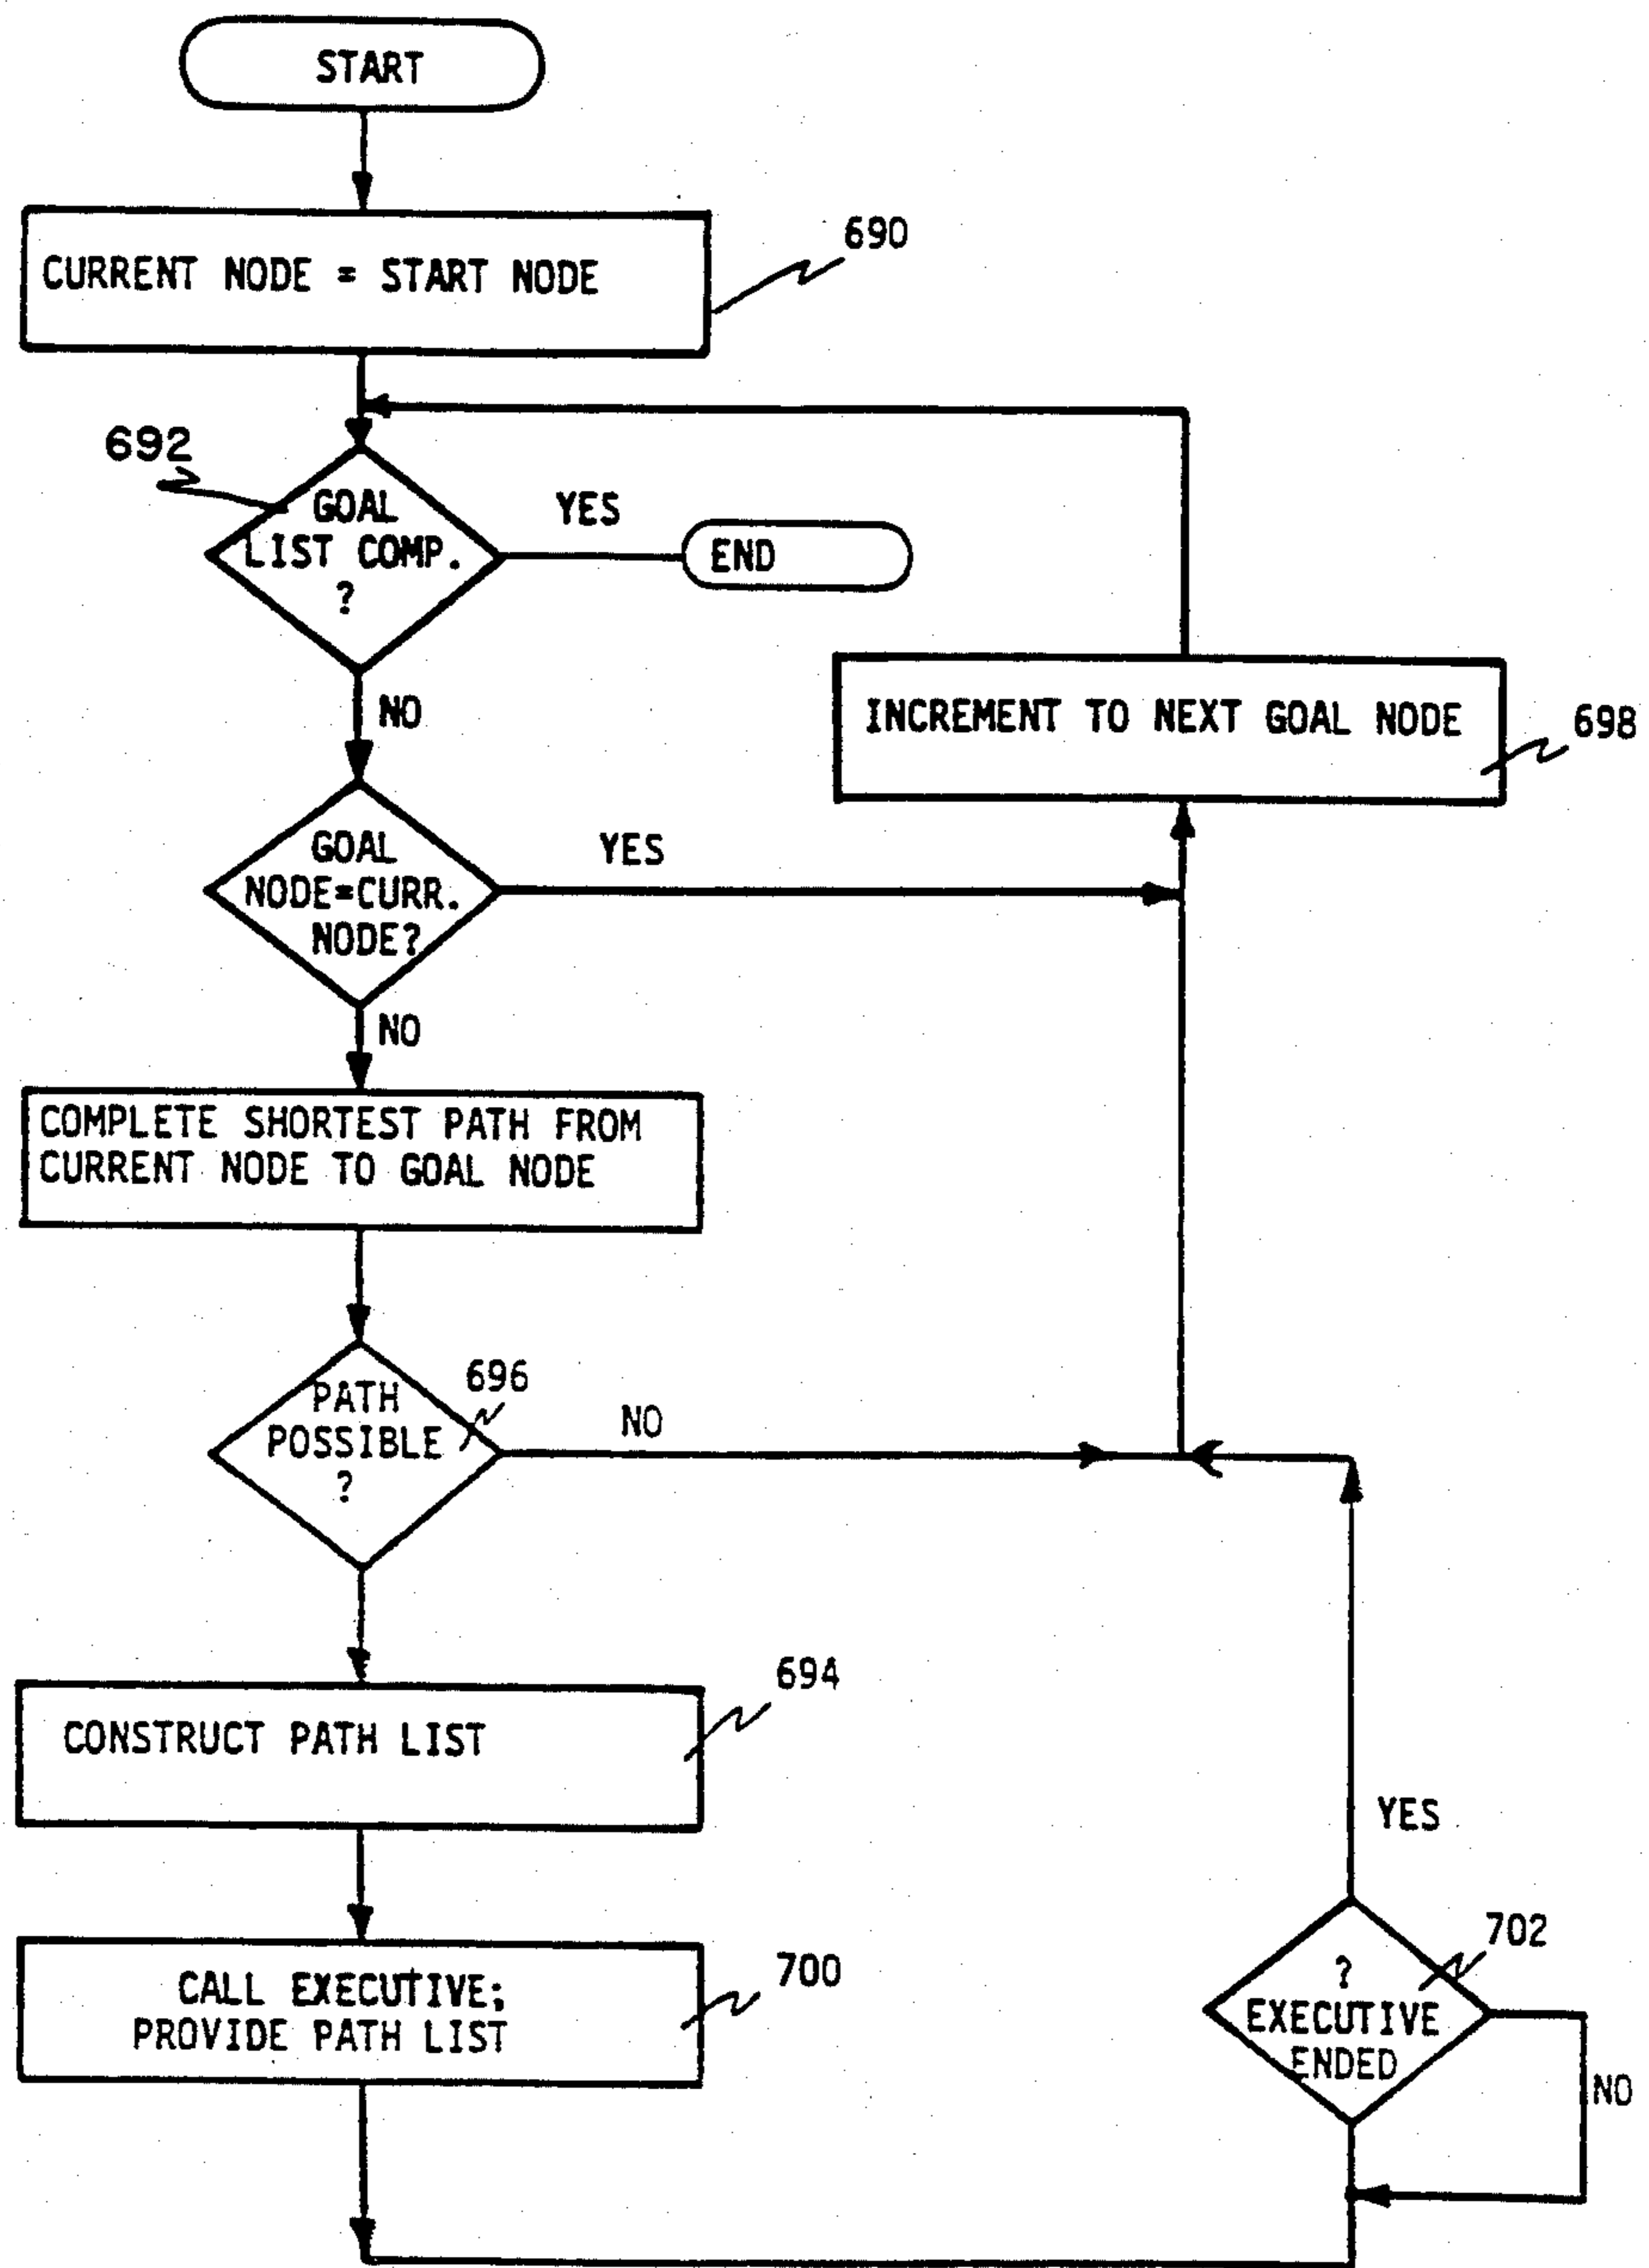 START
CURRENT NODE = START NODE
690
692
GOAL
LIST COMP.
?
YES
END
NO
INCREMENT TO NEXT GOAL NODE
698
GOAL
NODE=CURR.
NODE?
YES
NO
COMPLETE SHORTEST PATH FROM
CURRENT NODE TO GOAL NODE
PATH
POSSIBLE
?
696
NO
CONSTRUCT PATH LIST
694
YES
CALL EXECUTIVE;
PROVIDE PATH LIST
700
?
EXECUTIVE
ENDED
702
NO